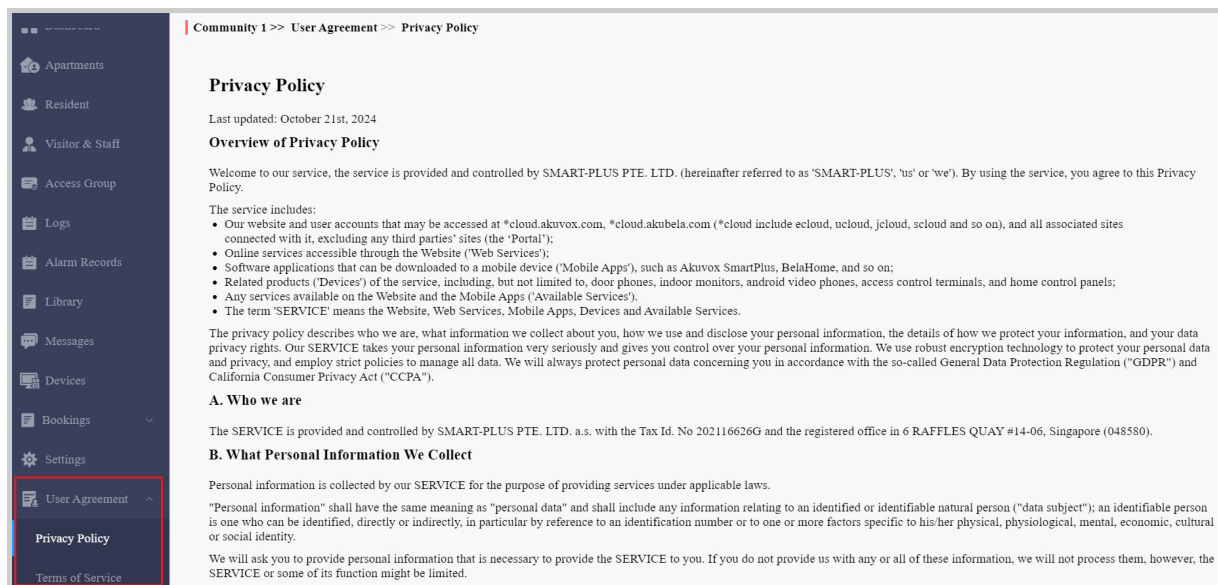 Community 1 >> User Agreement >> Privacy Policy
Apartments
Resident
Visitor & Staff
Access Group
Logs
Alarm Records
Library
Messages
Devices
Bookings
Settings
User Agreement
Privacy Policy
Terms of Service
Privacy Policy
Last updated: October 21st, 2024
Overview of Privacy Policy
Welcome to our service, the service is provided and controlled by SMART-PLUS PTE. LTD. (hereinafter referred to as 'SMART-PLUS', 'us' or 'we'). By using the service, you agree to this Privacy
Policy.
The service includes:
• Our website and user accounts that may be accessed at *cloud.akuvox.com, *cloud.akubela.com (*cloud include ecloud, ucloud, jcloud, scloud and so on), and all associated sites
connected with it, excluding any third parties' sites (the 'Portal');
• Online services accessible through the Website ('Web Services');
• Software applications that can be downloaded to a mobile device ('Mobile Apps'), such as Akuvox SmartPlus, BelaHome, and so on;
• Related products ('Devices') of the service, including, but not limited to, door phones, indoor monitors, android video phones, access control terminals, and home control panels;
• Any services available on the Website and the Mobile Apps ('Available Services').
• The term 'SERVICE' means the Website, Web Services, Mobile Apps, Devices and Available Services.
The privacy policy describes who we are, what information we collect about you, how we use and disclose your personal information, the details of how we protect your information, and your data
privacy rights. Our SERVICE takes your personal information very seriously and gives you control over your personal information. We use robust encryption technology to protect your personal data
and privacy, and employ strict policies to manage all data. We will always protect personal data concerning you in accordance with the so-called General Data Protection Regulation ("GDPR") and
California Consumer Privacy Act ("CCPA").
A. Who we are
The SERVICE is provided and controlled by SMART-PLUS PTE. LTD. a.s. with the Tax Id. No 202116626G and the registered office in 6 RAFFLES QUAY #14-06, Singapore (048580).
B. What Personal Information We Collect
Personal information is collected by our SERVICE for the purpose of providing services under applicable laws.
"Personal information" shall have the same meaning as "personal data" and shall include any information relating to an identified or identifiable natural person ("data subject"); an identifiable person
is one who can be identified, directly or indirectly, in particular by reference to an identification number or to one or more factors specific to his/her physical, physiological, mental, economic, cultural
or social identity.
We will ask you to provide personal information that is necessary to provide the SERVICE to you. If you do not provide us with any or all of these information, we will not process them, however, the
SERVICE or some of its function might be limited.